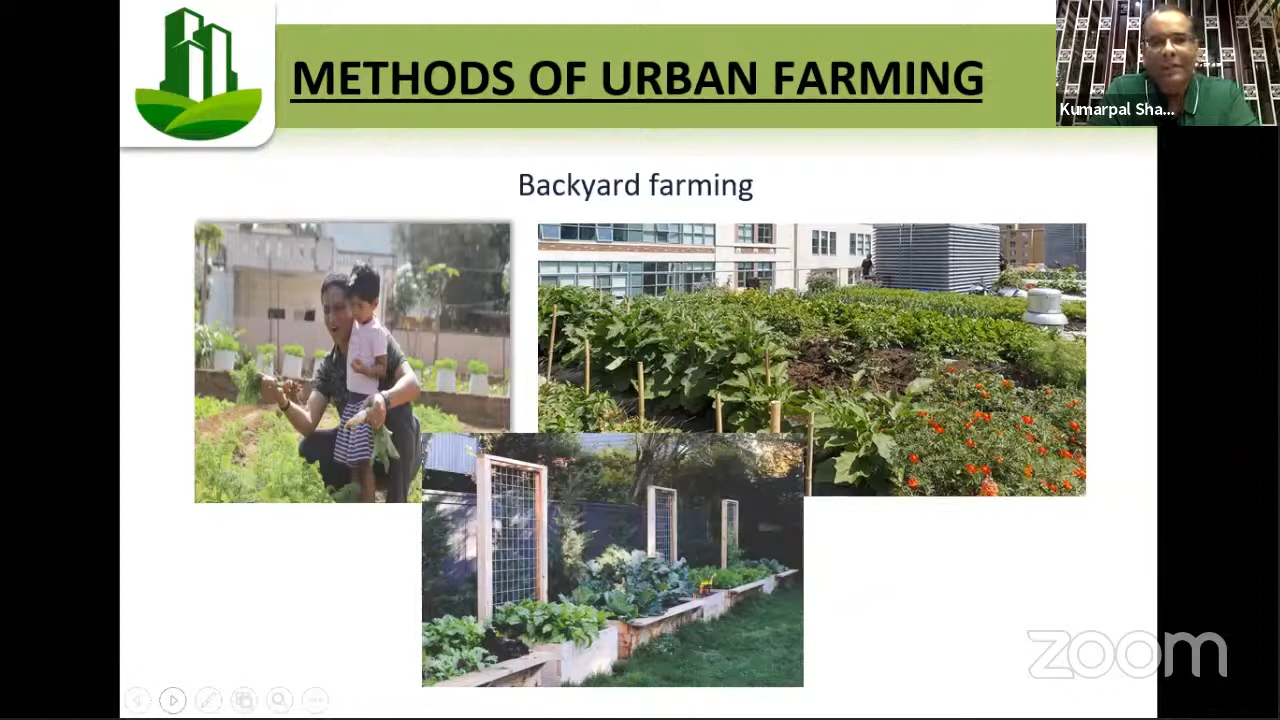 METHODS OF URBAN FARMING
Kumarpal Sha...
Backyard farming
zoom